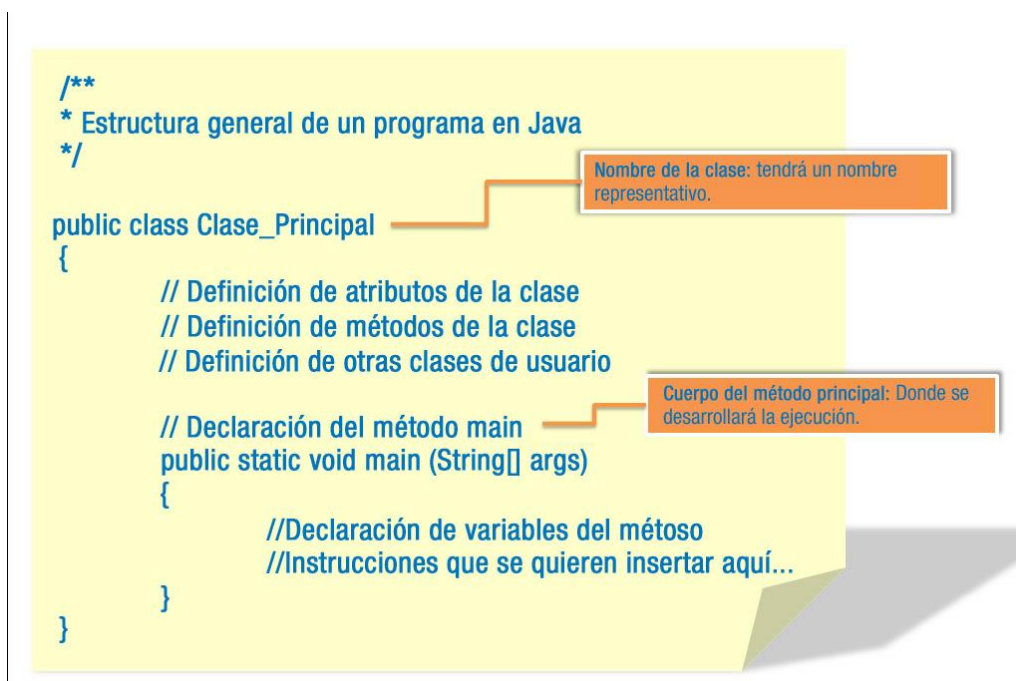 /**
* Estructura general de un programa en Java
*/
Nombre de la clase: tendrá un nombre
representativo.
public class Clase_Principal
{
// Definición de atributos de la clase
// Definición de métodos de la clase
// Definición de otras clases de usuario
Cuerpo del método principal: Donde se
desarrollará la ejecución.
// Declaración del método main
public static void main (String[] args)
{
//Declaración de variables del métoso
//Instrucciones que se quieren insertar aquí...
}
}